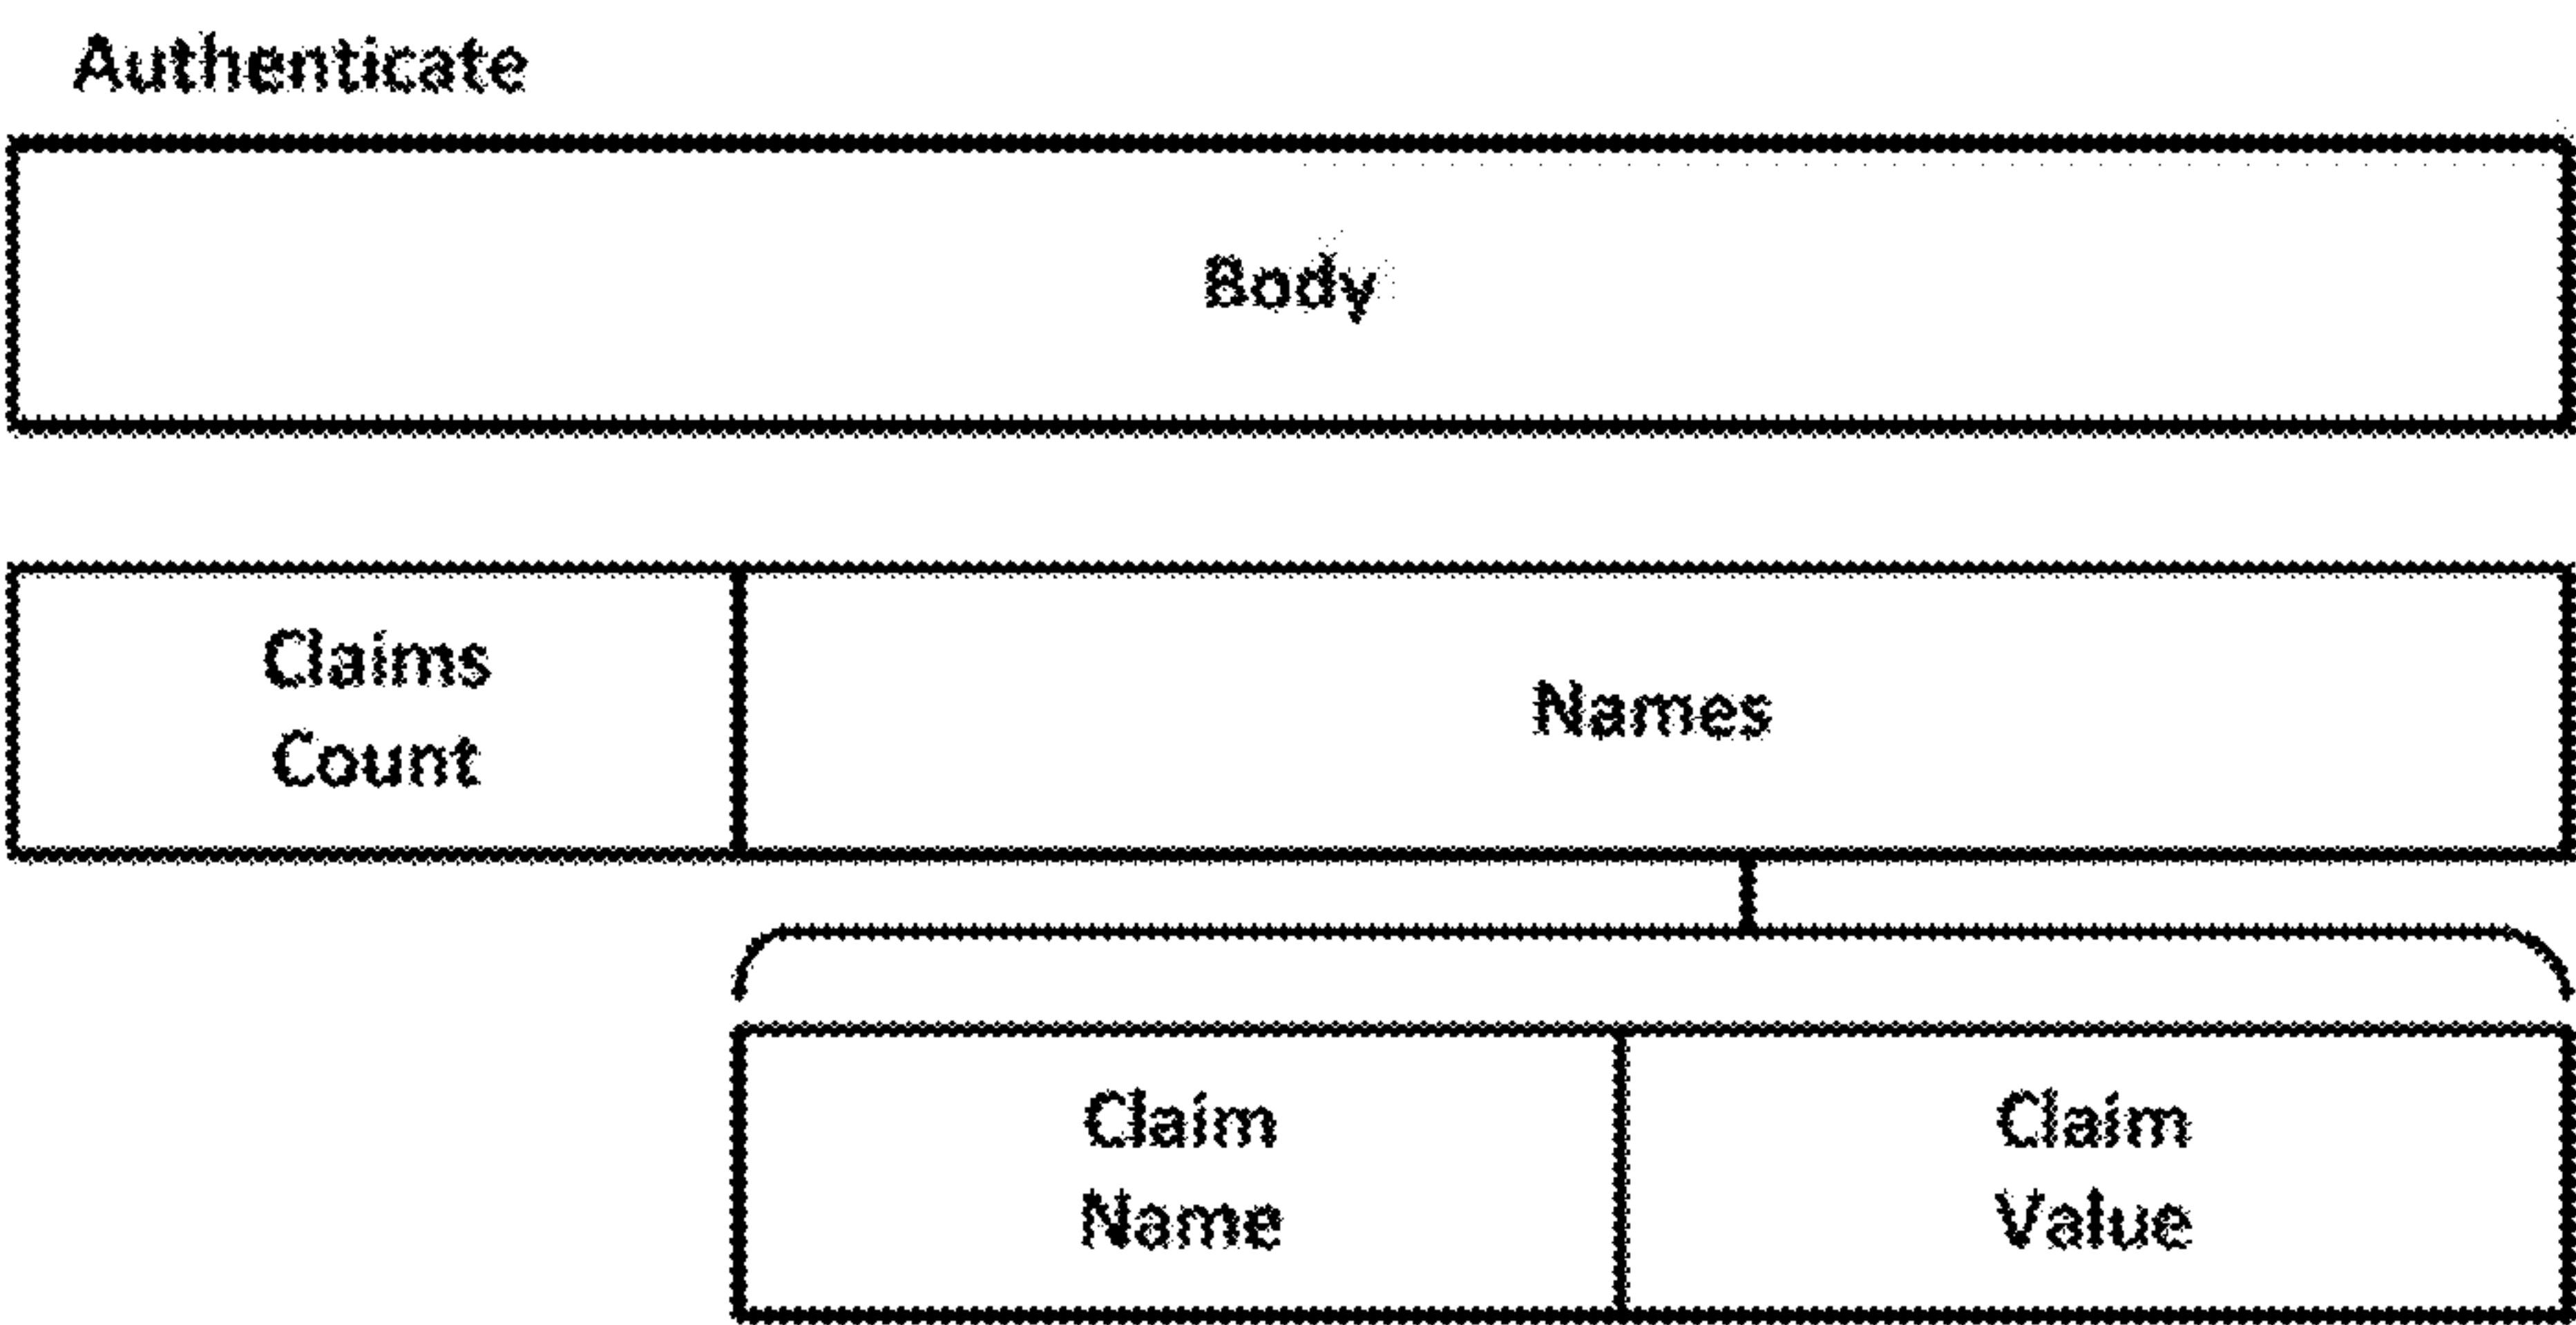 Authenticate
Body
Claims
Count
Names
Claim
Name
Claim
Value